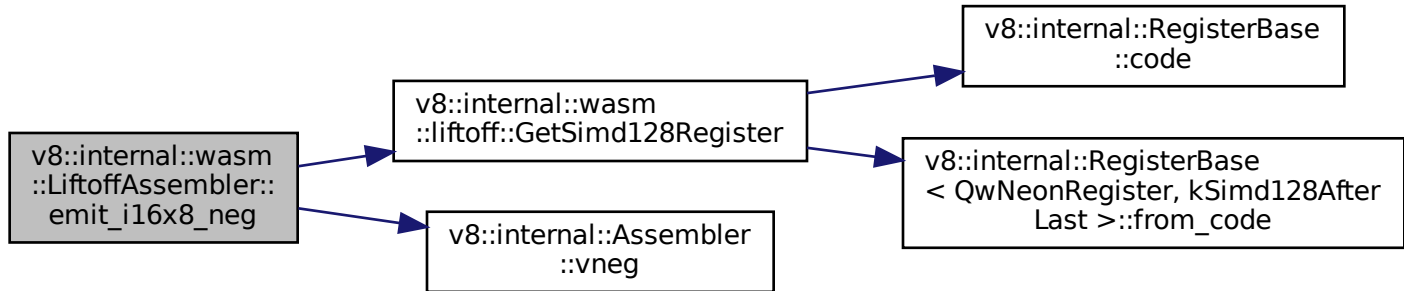 v8::internal::wasm
::LiftoffAssembler::
emit_i16x8_neg
v8::internal::wasm
::liftoff::GetSimd128Register
v8::internal::RegisterBase
::code
v8::internal::RegisterBase
< QwNeonRegister, kSimd128After
Last >::from_code
v8::internal::Assembler
::vneg